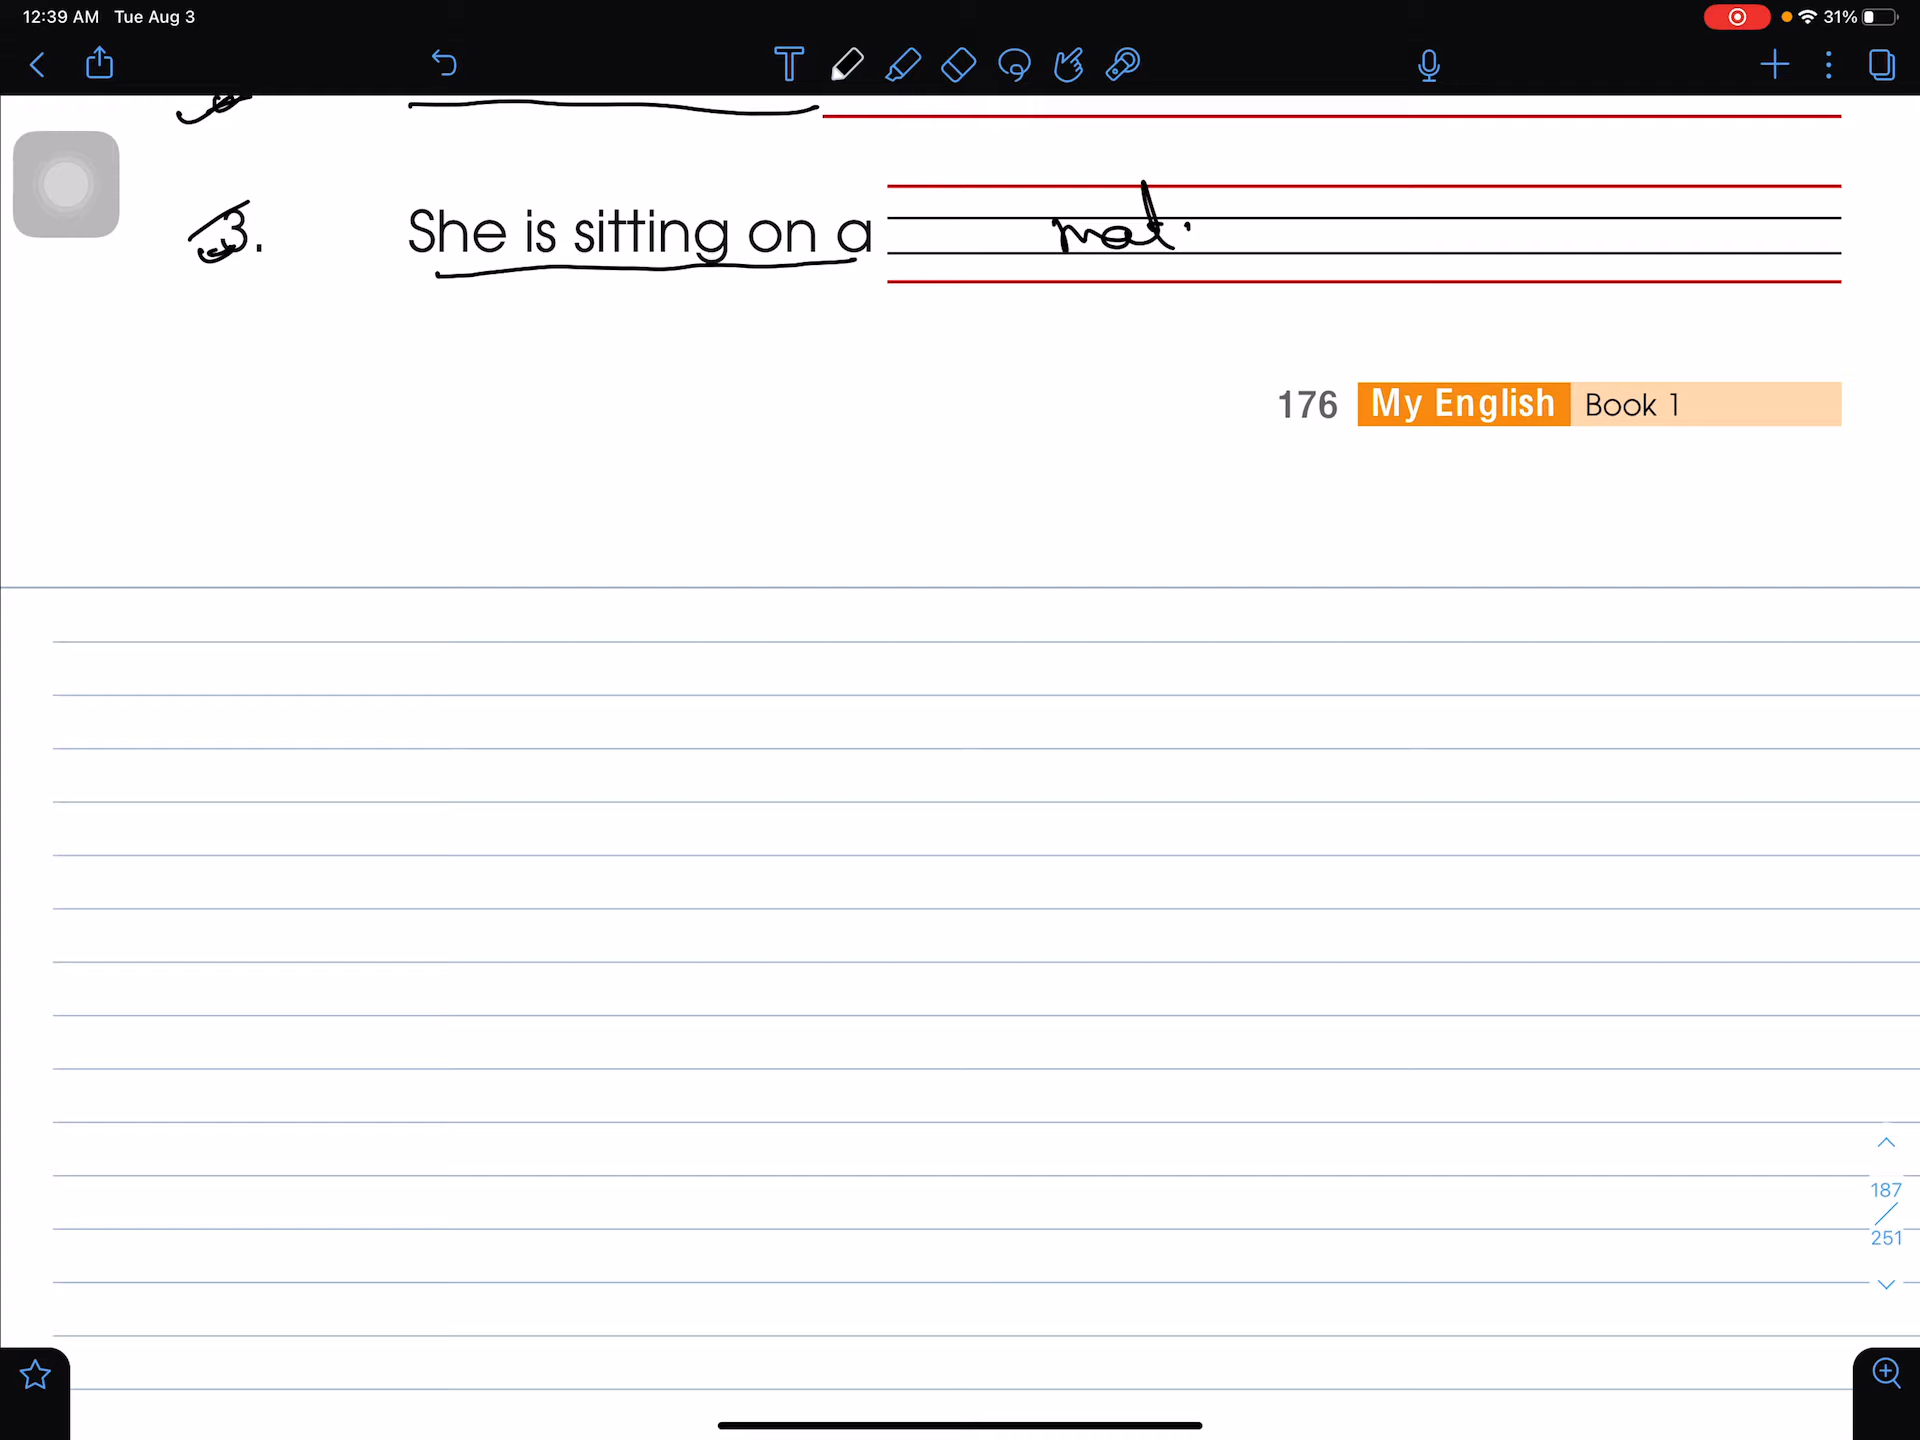 12:39 AM Tue Aug 3 31%
3. She is sitting on a mat.
176 My English Book 1
187
251